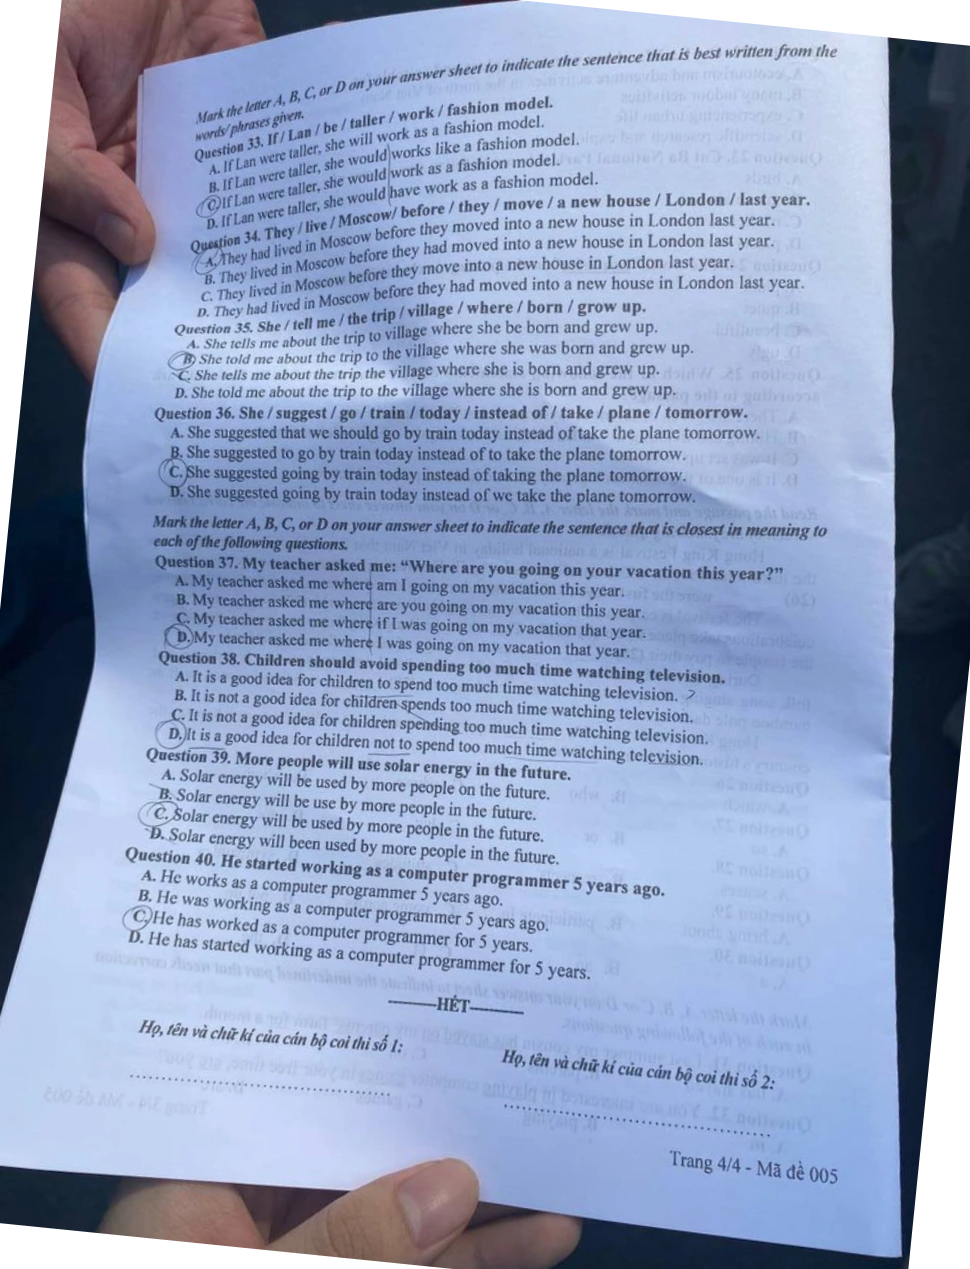 Mark the letter A, B, C, or D on your answer sheet to indicate the sentence that is best written from the
words/phrases given.
Question 33. If / Lan / be / taller / work / fashion model.
A. If Lan were taller, she will work as a fashion model.
B. If Lan were taller, she would works like a fashion model.
C. If Lan were taller, she would work as a fashion model.
D. If Lan were taller, she would have work as a fashion model.
Question 34. They / live / Moscow/ before / they / move / a new house / London / last year.
A. They had lived in Moscow before they moved into a new house in London last year.
B. They lived in Moscow before they had moved into a new house in London last year.
C. They lived in Moscow before they move into a new house in London last year.
D. They had lived in Moscow before they had moved into a new house in London last year.
Question 35. She / tell me / the trip / village / where / born / grow up.
A. She tells me about the trip to village where she be born and grew up.
B. She told me about the trip to the village where she was born and grew up.
C. She tells me about the trip the village where she is born and grew up.
D. She told me about the trip to the village where she is born and grew up.
Question 36. She / suggest / go / train / today / instead of / take / plane / tomorrow.
A. She suggested that we should go by train today instead of take the plane tomorrow.
B. She suggested to go by train today instead of to take the plane tomorrow.
C. She suggested going by train today instead of taking the plane tomorrow.
D. She suggested going by train today instead of we take the plane tomorrow.
Mark the letter A, B, C, or D on your answer sheet to indicate the sentence that is closest in meaning to
each of the following questions.
Question 37. My teacher asked me: “Where are you going on your vacation this year?”
A. My teacher asked me where am I going on my vacation this year.
B. My teacher asked me where are you going on my vacation this year.
C. My teacher asked me where if I was going on my vacation that year.
D. My teacher asked me where I was going on my vacation that year.
Question 38. Children should avoid spending too much time watching television.
A. It is a good idea for children to spend too much time watching television. ?
B. It is not a good idea for children spends too much time watching television.
C. It is not a good idea for children spending too much time watching television.
D. It is a good idea for children not to spend too much time watching television.
Question 39. More people will use solar energy in the future.
A. Solar energy will be used by more people on the future.
B. Solar energy will be use by more people in the future.
C. Solar energy will be used by more people in the future.
D. Solar energy will been used by more people in the future.
Question 40. He started working as a computer programmer 5 years ago.
A. He works as a computer programmer 5 years ago.
B. He was working as a computer programmer 5 years ago.
C. He has worked as a computer programmer for 5 years.
D. He has started working as a computer programmer for 5 years.
———HẾT———
Họ, tên và chữ kí của cán bộ coi thi số 1:
Họ, tên và chữ kí của cán bộ coi thi số 2:
Trang 4/4 - Mã đề 005